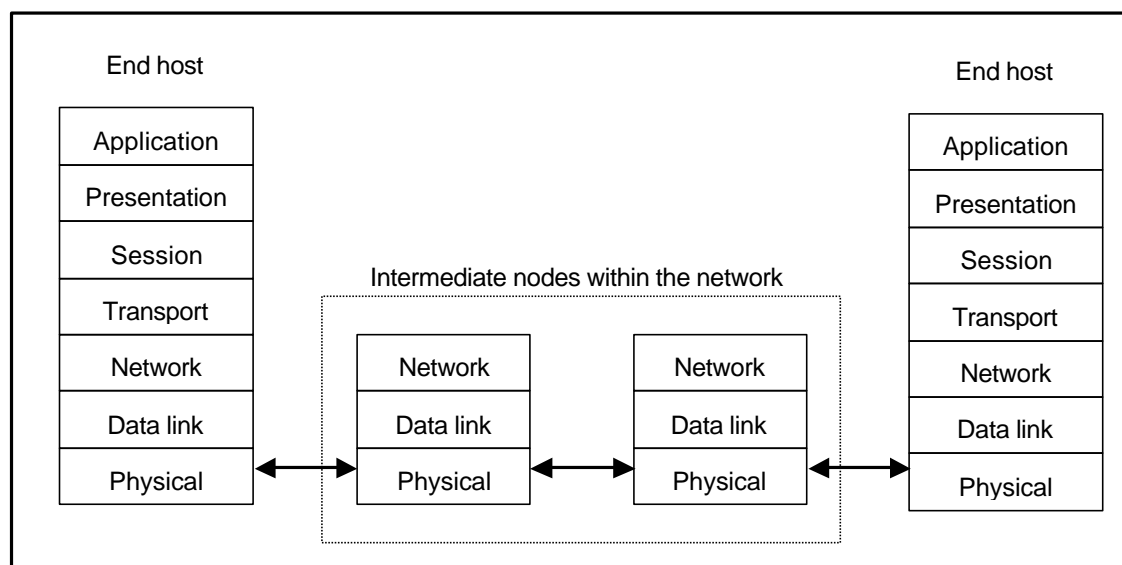 End host
Application
Presentation
Session
Transport
Network
Data link
Physical
Intermediate nodes within the network
Network
Data link
Physical
Network
Data link
Physical
End host
Application
Presentation
Session
Transport
Network
Data link
Physical